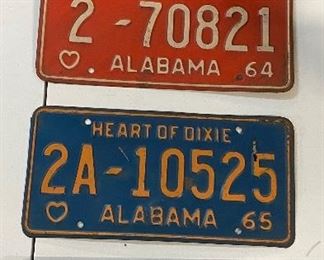 2-70821
ALABAMA 64
HEART OF DIXIE
2A-10525
ALABAMA 65